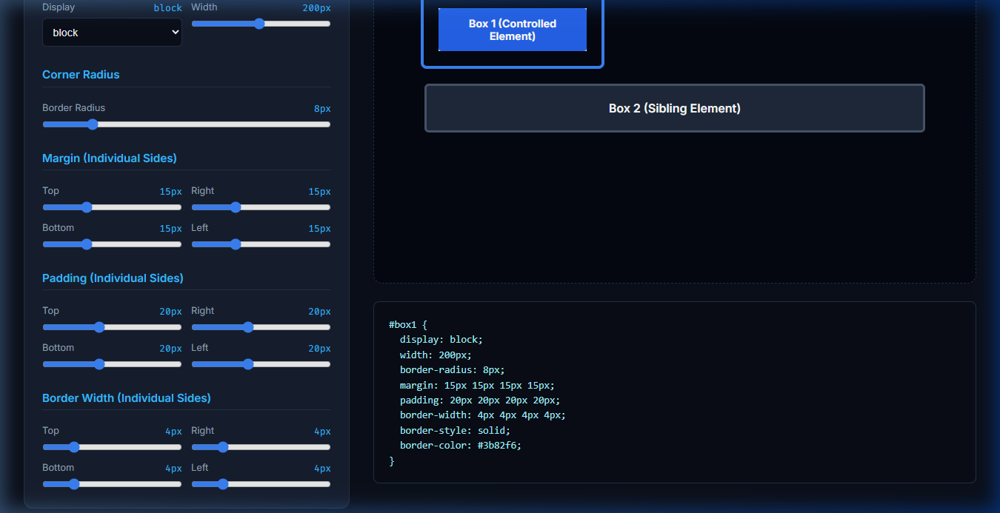 Display block Width 200px
block
Corner Radius
Border Radius 8px
Margin (Individual Sides)
Top 15px Right 15px
Bottom 15px Left 15px
Padding (Individual Sides)
Top 20px Right 20px
Bottom 20px Left 20px
Border Width (Individual Sides)
Top 4px Right 4px
Bottom 4px Left 4px
Box 1 (Controlled
Element)
Box 2 (Sibling Element)
#box1 {
  display: block;
  width: 200px;
  border-radius: 8px;
  margin: 15px 15px 15px 15px;
  padding: 20px 20px 20px 20px;
  border-width: 4px 4px 4px 4px;
  border-style: solid;
  border-color: #3b82f6;
}